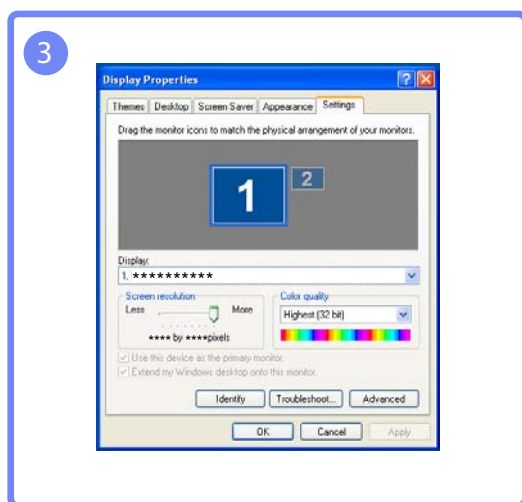 3
Display Properties
Themes Desktop Screen Saver Appearance Settings
Drag the monitor icons to match the physical arrangement of your monitors.
1 2
Display:
1. **********
Screen resolution Color quality
Less More Highest (32 bit)
**** by ****pixels
Use this device as the primary monitor.
Extend my Windows desktop onto this monitor.
Identify Troubleshoot... Advanced
OK Cancel Apply